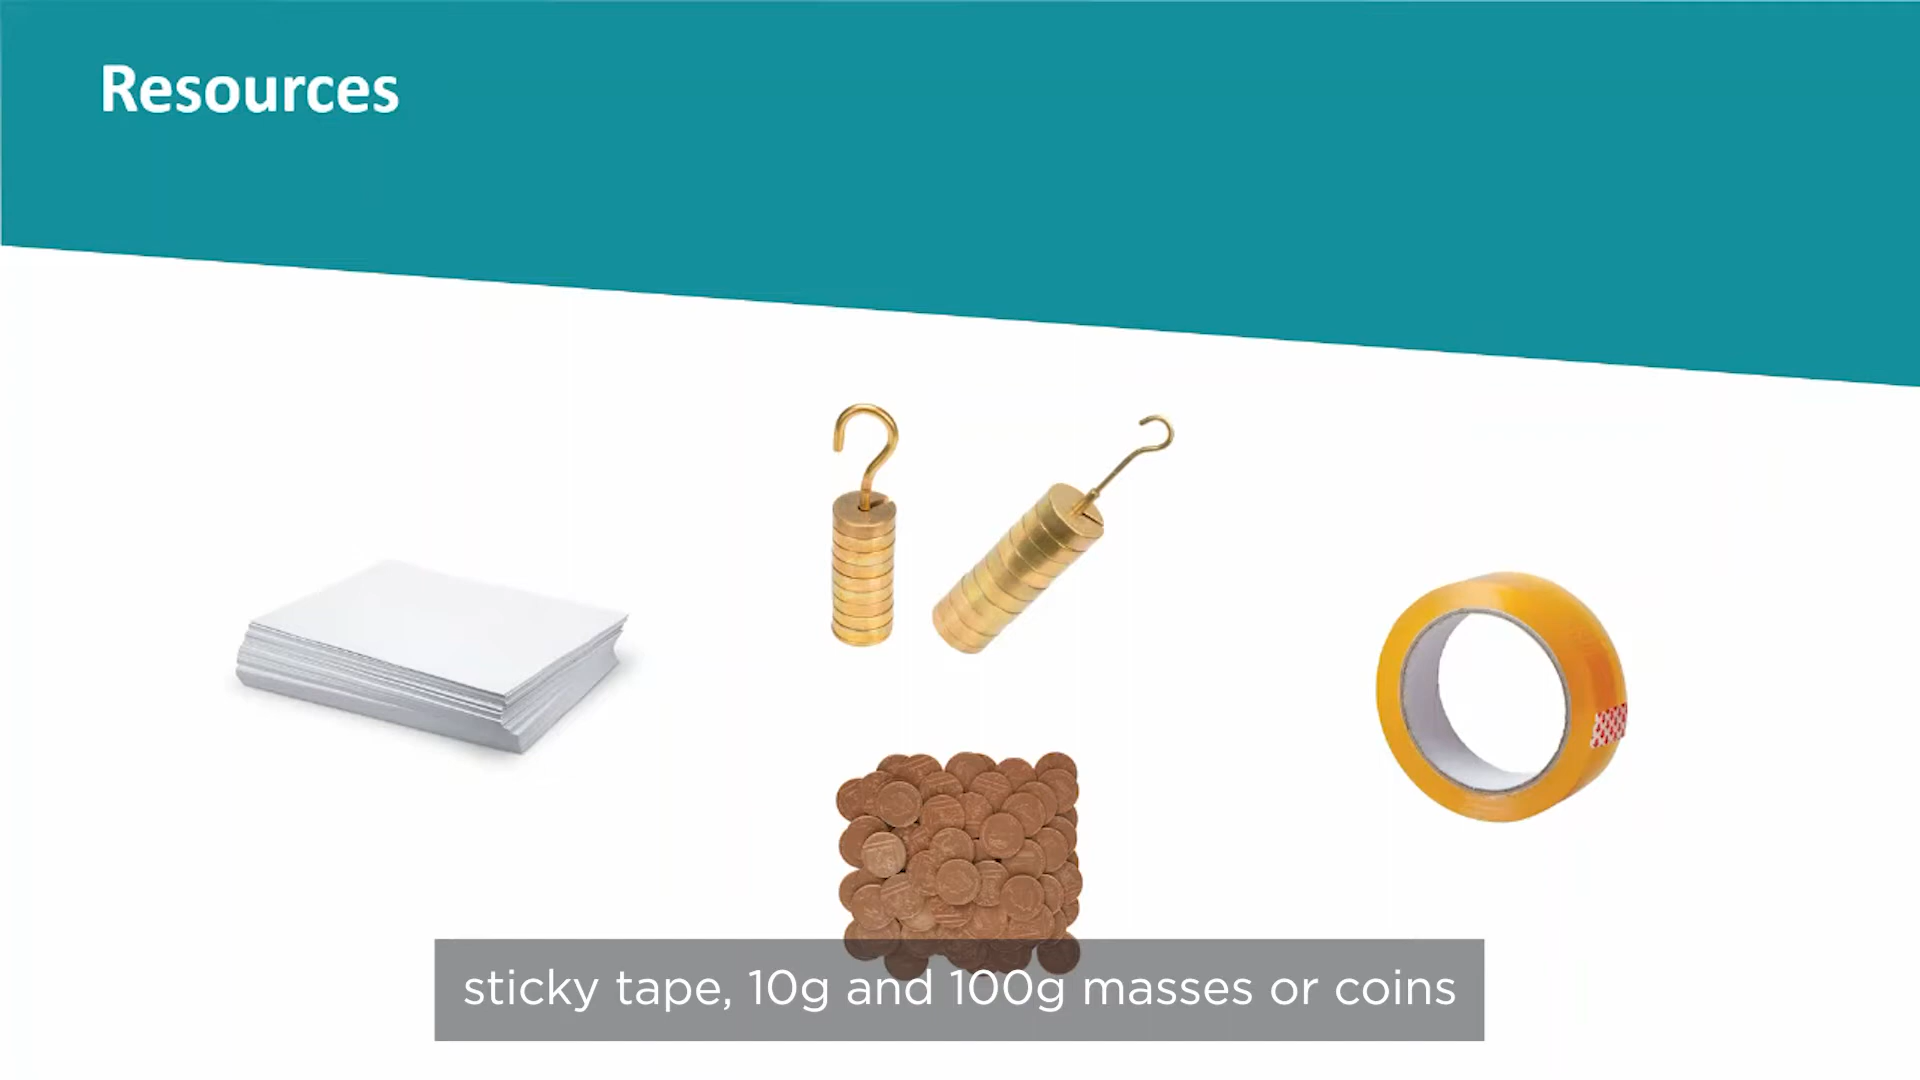 Resources
sticky tape, 10g and 100g masses or coins